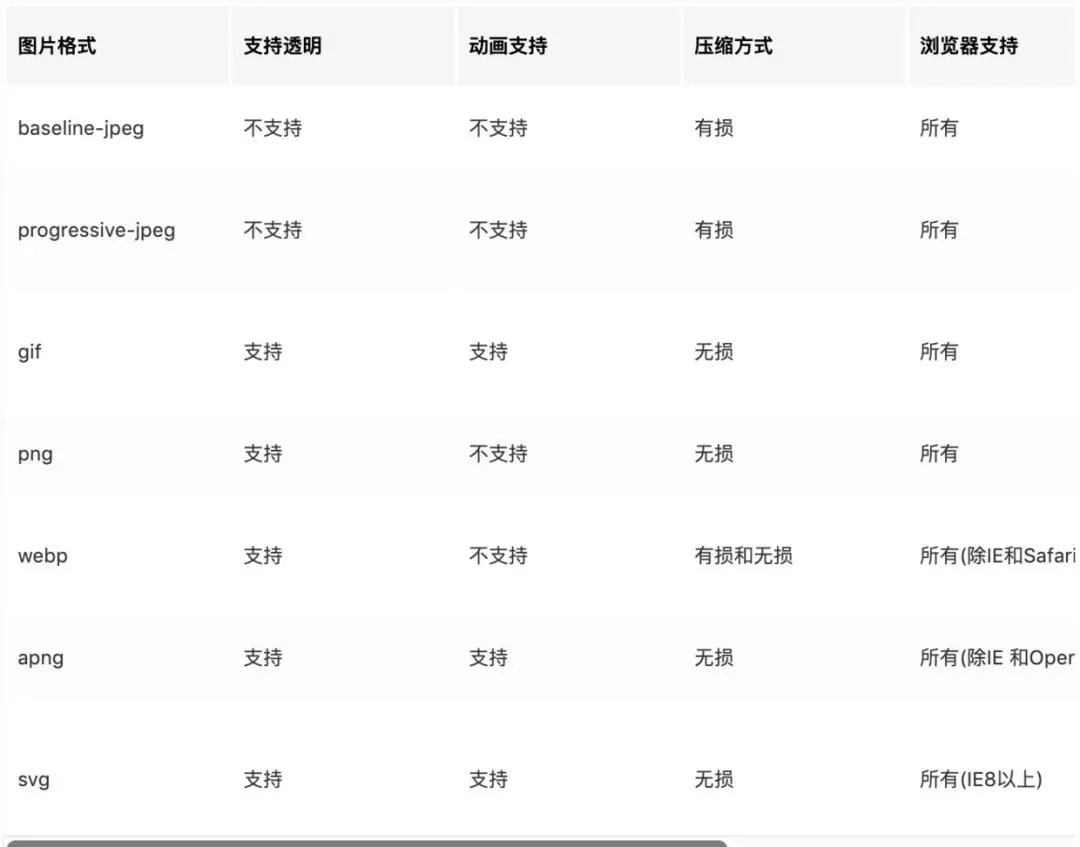 图片格式 支持透明 动画支持 压缩方式 浏览器支持
baseline-jpeg 不支持 不支持 有损 所有
progressive-jpeg 不支持 不支持 有损 所有
gif 支持 支持 无损 所有
png 支持 不支持 无损 所有
webp 支持 不支持 有损和无损 所有(除IE和Safari
apng 支持 支持 无损 所有(除IE 和Oper
svg 支持 支持 无损 所有(IE8以上)